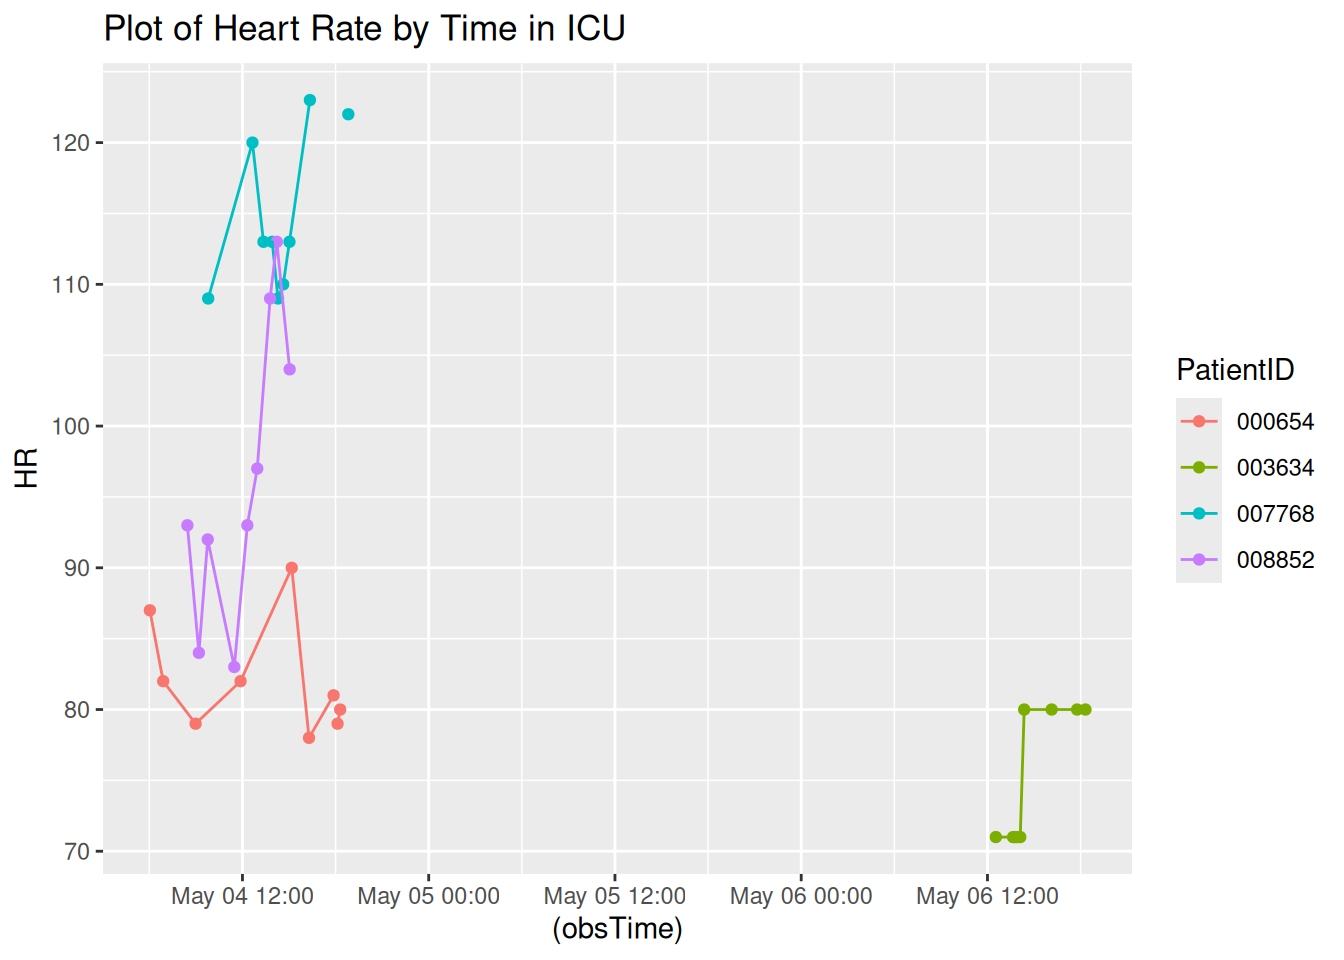 Plot of Heart Rate by Time in ICU
120
110
100
90
80
70
HR
May 04 12:00
May 05 00:00
May 05 12:00
May 06 00:00
May 06 12:00
(obsTime)
PatientID
000654
003634
007768
008852